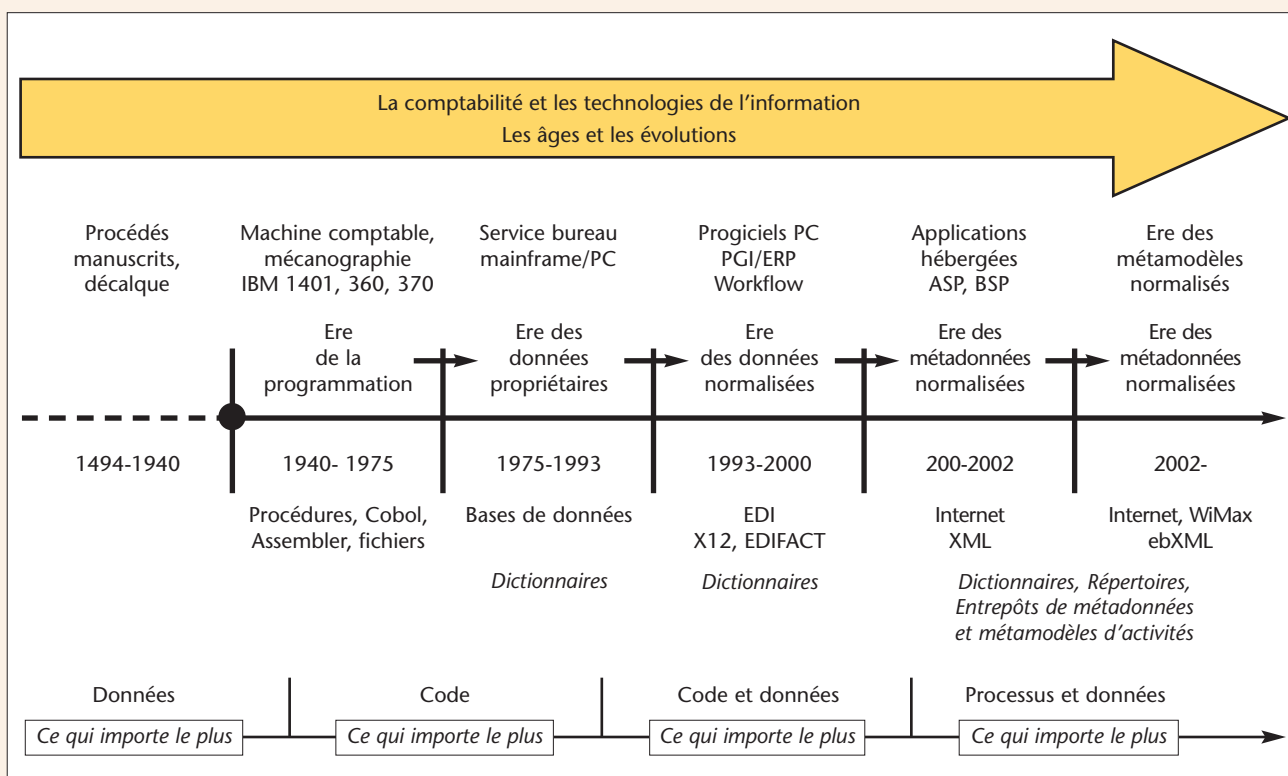 La comptabilité et les technologies de l'information
Les âges et les évolutions
Procédés
manuscrits,
décalque
Machine comptable,
mécanographie
IBM 1401, 360, 370
Service bureau
mainframe/PC
Progiciels PC
PGI/ERP
Workflow
Applications
hébergées
ASP, BSP
Ere des
métamodèles
normalisés
Ere
de la
programmation
Ere des
données
propriétaires
Ere
des données
normalisées
Ere des
métadonnées
normalisées
Ere des
métadonnées
normalisées
1494-1940
1940- 1975
1975-1993
1993-2000
200-2002
2002-
Procédures, Cobol,
Assembler, fichiers
Bases de données
EDI
X12, EDIFACT
Internet
XML
Internet, WiMax
ebXML
Dictionnaires
Dictionnaires
Dictionnaires, Répertoires,
Entrepôts de métadonnées
et métamodèles d'activités
Données
Code
Code et données
Processus et données
Ce qui importe le plus
Ce qui importe le plus
Ce qui importe le plus
Ce qui importe le plus